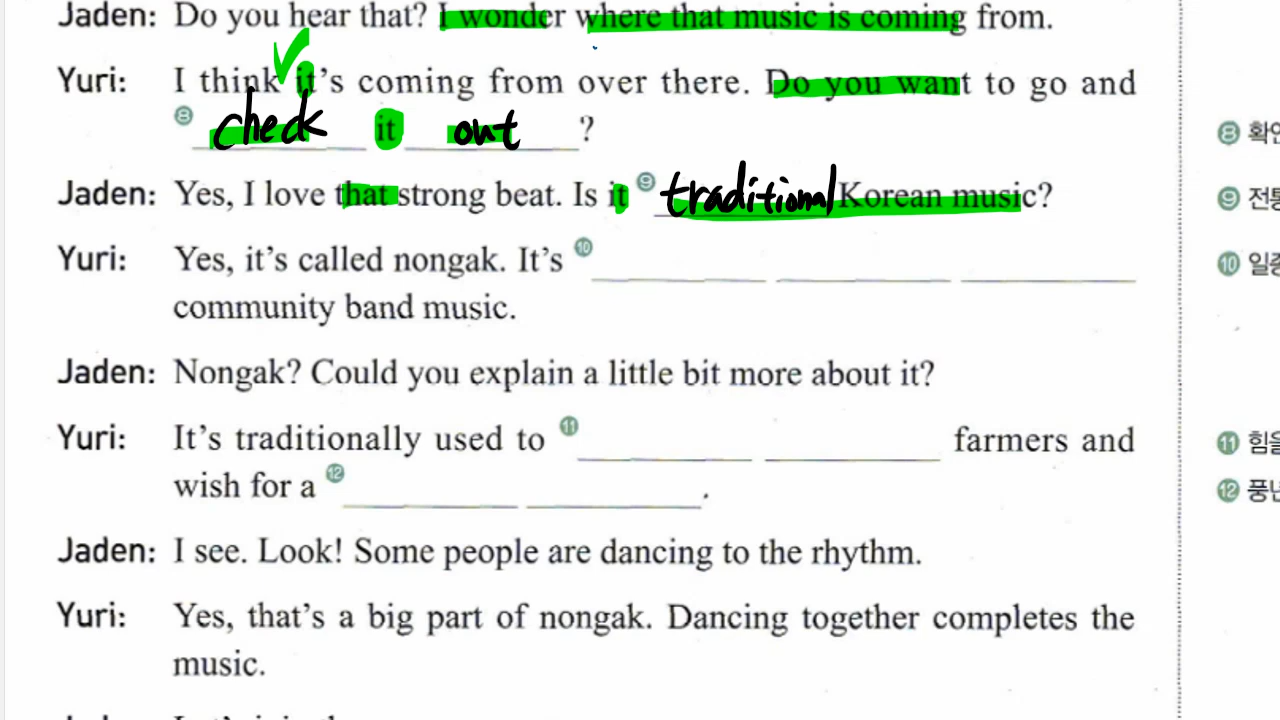 Jaden: Do you hear that? I wonder where that music is coming from.
Yuri: I think it's coming from over there. Do you want to go and
⑧ check it out ?
Jaden: Yes, I love that strong beat. Is it ⑨ traditional Korean music?
Yuri: Yes, it's called nongak. It's ⑩
community band music.
Jaden: Nongak? Could you explain a little bit more about it?
Yuri: It's traditionally used to ⑪ farmers and
wish for a ⑫ .
Jaden: I see. Look! Some people are dancing to the rhythm.
Yuri: Yes, that's a big part of nongak. Dancing together completes the
music.
⑧
⑨
⑩
⑪
⑫